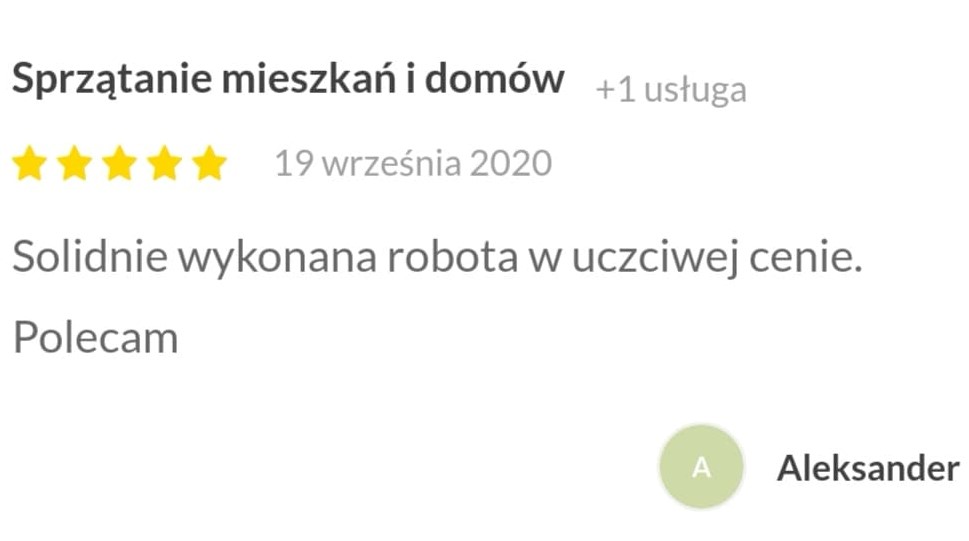 Sprzątanie mieszkań i domów +1 usługa
19 września 2020
Solidnie wykonana robota w uczciwej cenie.
Polecam
A Aleksander